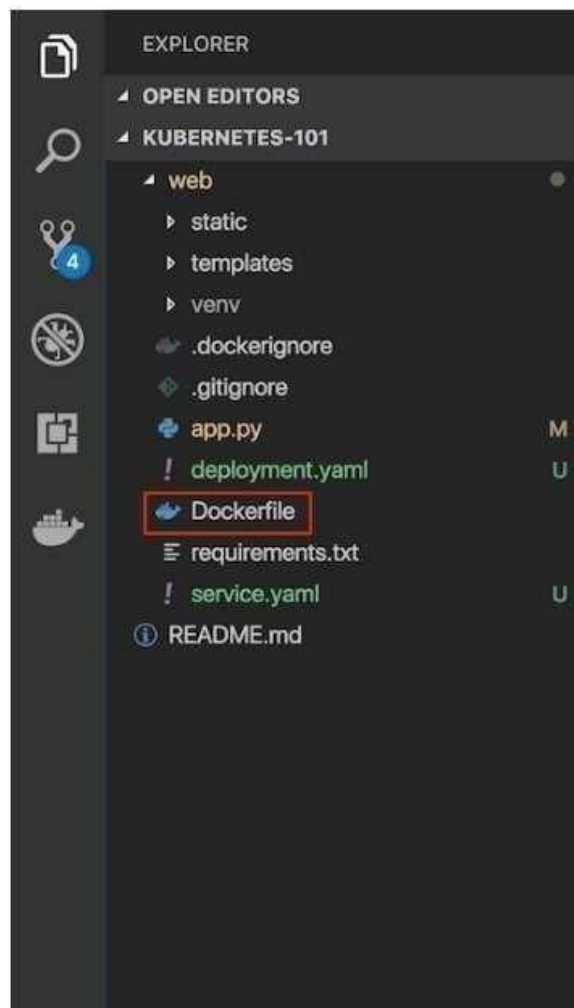 EXPLORER
OPEN EDITORS
KUBERNETES-101
web
static
templates
4
venv
.dockerignore
.gitignore
app.py M
deployment.yaml U
Dockerfile
requirements.txt
service.yaml U
README.md